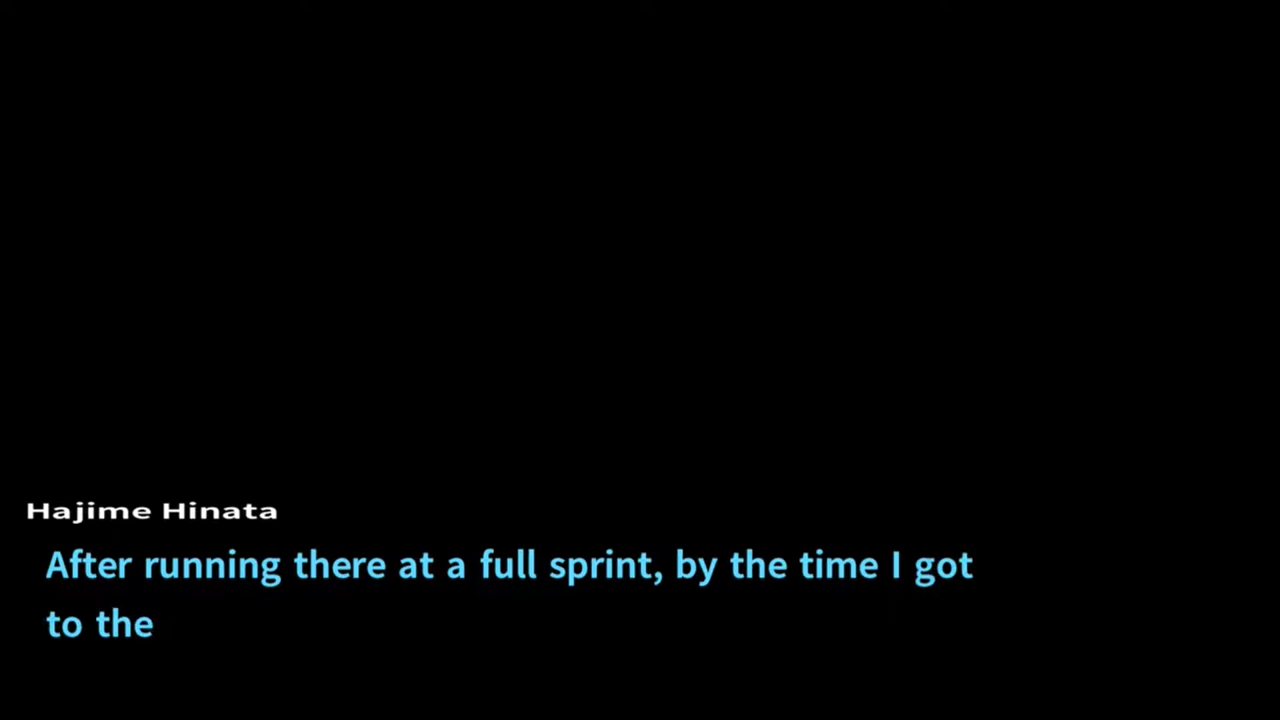 Hajime Hinata
After running there at a full sprint, by the time I got
to the